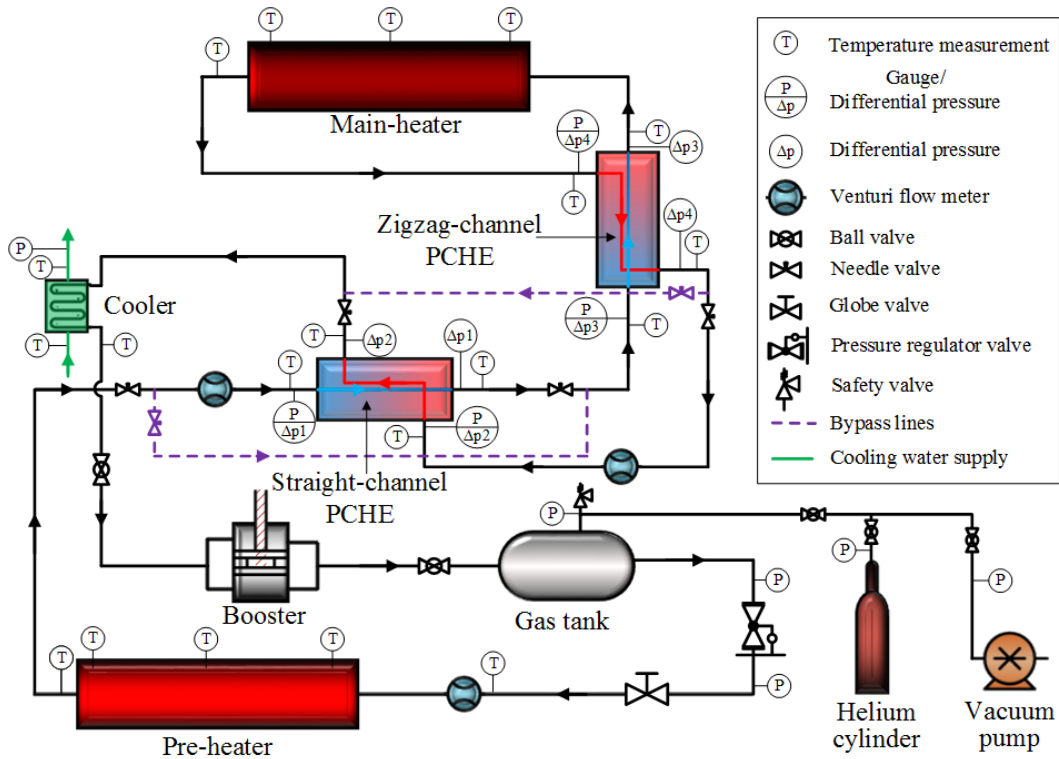 T
T
T
T
Main-heater
P
Δp4
T
Δp3
T
Zigzag-channel
PCHE
Δp4
T
P
Δp3
T
P
T
Cooler
T
T
T
Δp2
Δp1
T
T
P
Δp1
T
P
Δp2
Straight-channel
PCHE
Booster
P
Gas tank
P
P
P
P
T
T
T
T
T
Pre-heater
Helium
cylinder
Vacuum
pump
T
Temperature measurement
P
Δp
Gauge/
Differential pressure
Δp
Differential pressure
Venturi flow meter
Ball valve
Needle valve
Globe valve
Pressure regulator valve
Safety valve
Bypass lines
Cooling water supply